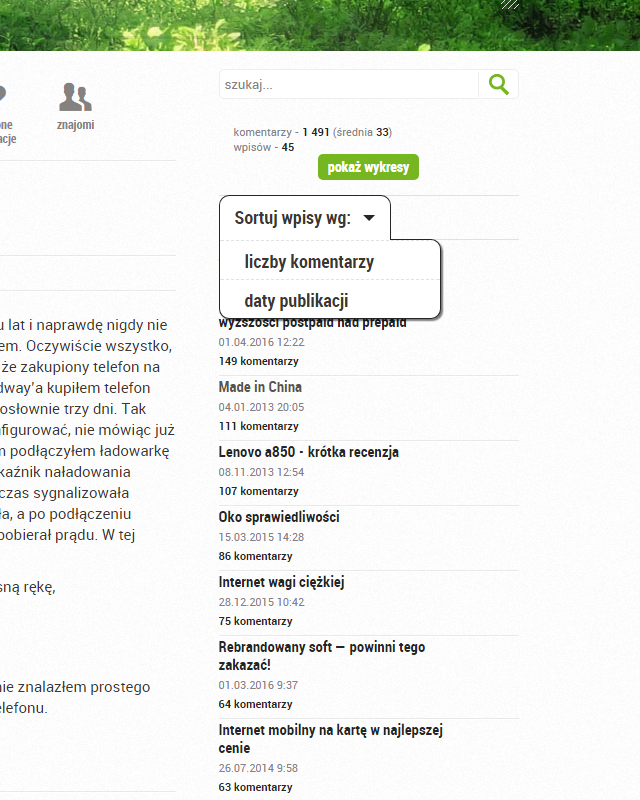 szukaj...
one
znajomi
acje
komentarzy - 1 491 (średnia 33)
wpisów - 45
pokaż wykresy
Sortuj wpisy wg:
liczby komentarzy
daty publikacji
wyższości postpaid nad prepaid
01.04.2016 12:22
149 komentarzy
Made in China
04.01.2013 20:05
111 komentarzy
Lenovo a850 - krótka recenzja
08.11.2013 12:54
107 komentarzy
Oko sprawiedliwości
15.03.2015 14:28
86 komentarzy
Internet wagi ciężkiej
28.12.2015 10:42
75 komentarzy
Rebrandowany soft — powinni tego
zakazać!
01.03.2016 9:37
64 komentarzy
Internet mobilny na kartę w najlepszej
cenie
26.07.2014 9:58
63 komentarzy
u lat i naprawdę nigdy nie
em. Oczywiście wszystko,
że zakupiony telefon na
dway'a kupiłem telefon
osłownie trzy dni. Tak
nfigurować, nie mówiąc już
m podłączyłem ładowarkę
kaźnik naładowania
czas sygnalizowała
ła, a po podłączeniu
pobierał prądu. W tej
sną rękę,
nie znalazłem prostego
elefonu.